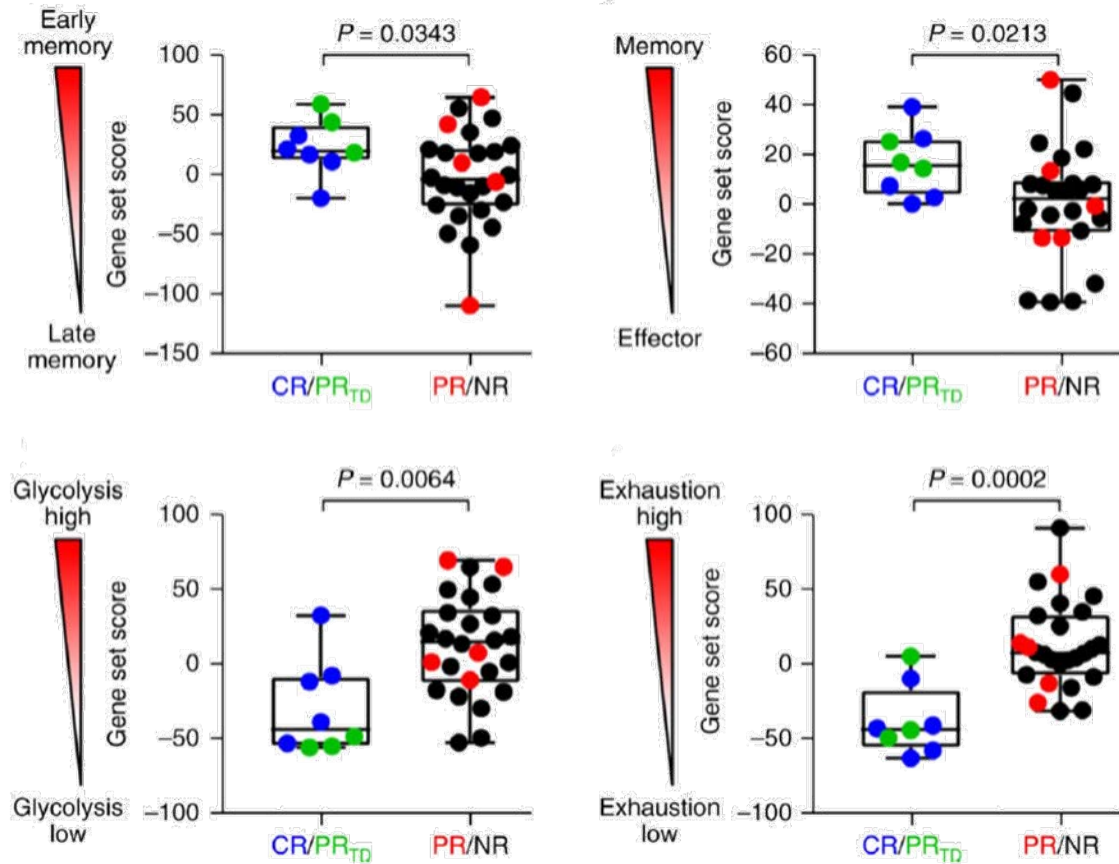 Early
memory
P = 0.0343
100
50
0
−50
−100
−150
Gene set score
Late
memory
CR/PRTD
PR/NR
Memory
P = 0.0213
60
40
20
0
−20
−40
−60
Gene set score
Effector
CR/PRTD
PR/NR
Glycolysis
high
P = 0.0064
100
50
0
−50
−100
Gene set score
Glycolysis
low
CR/PRTD
PR/NR
Exhaustion
high
P = 0.0002
100
50
0
−50
−100
Gene set score
Exhaustion
low
CR/PRTD
PR/NR